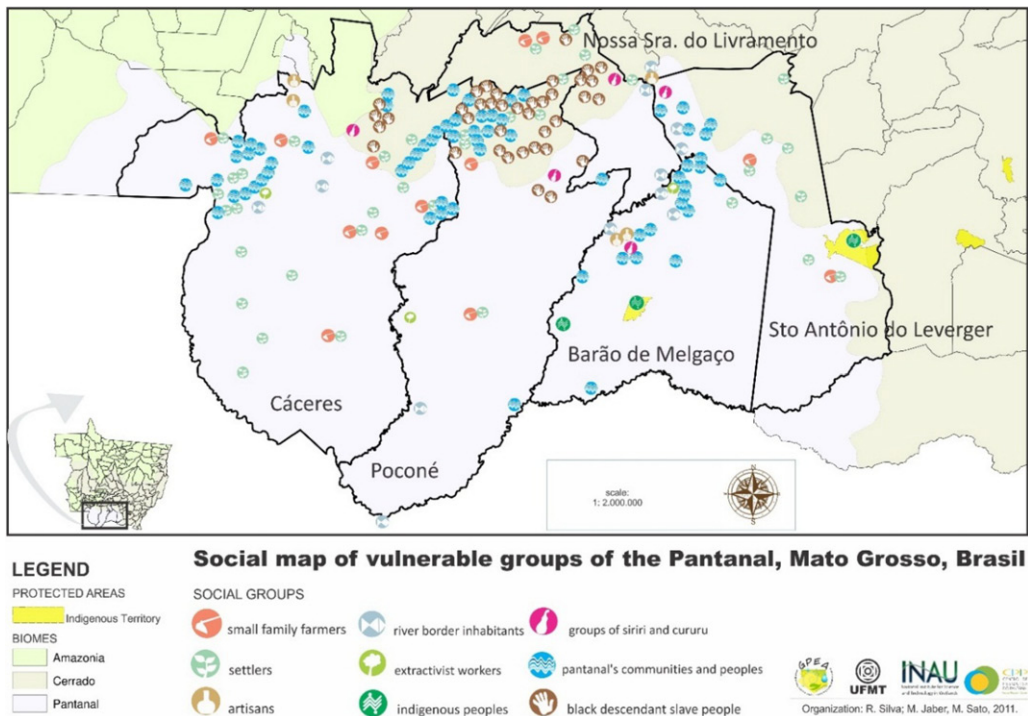 Nossa Sra. do Livramento
Sto Antônio do Leverger
Barão de Melgaço
Cáceres
Poconé
scale:
1: 2.000.000
N
Social map of vulnerable groups of the Pantanal, Mato Grosso, Brasil
LEGEND
PROTECTED AREAS
Indigenous Territory
BIOMES
Amazonia
Cerrado
Pantanal
SOCIAL GROUPS
small family farmers
settlers
artisans
river border inhabitants
extractivist workers
indigenous peoples
groups of siriri and cururu
pantanal's communities and peoples
black descendant slave people
GPEA
UFMT
INAU
CPP
Organization: R. Silva; M. Jaber, M. Sato, 2011.